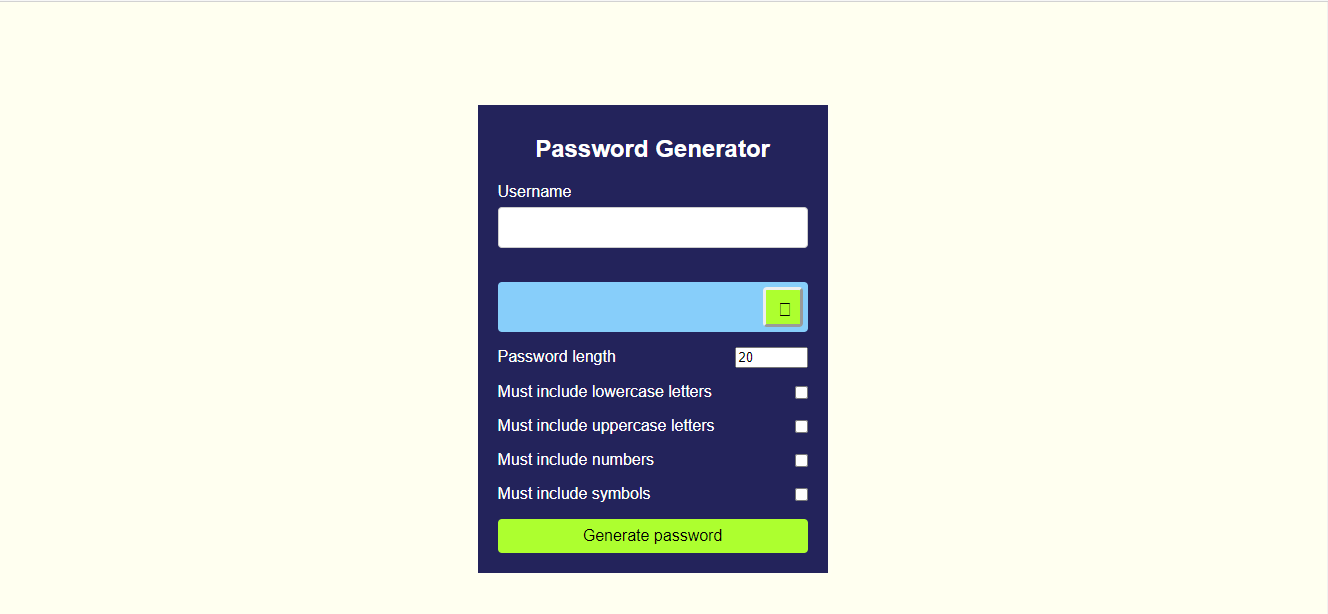 Password Generator
Username
Password length
20
Must include lowercase letters
Must include uppercase letters
Must include numbers
Must include symbols
Generate password